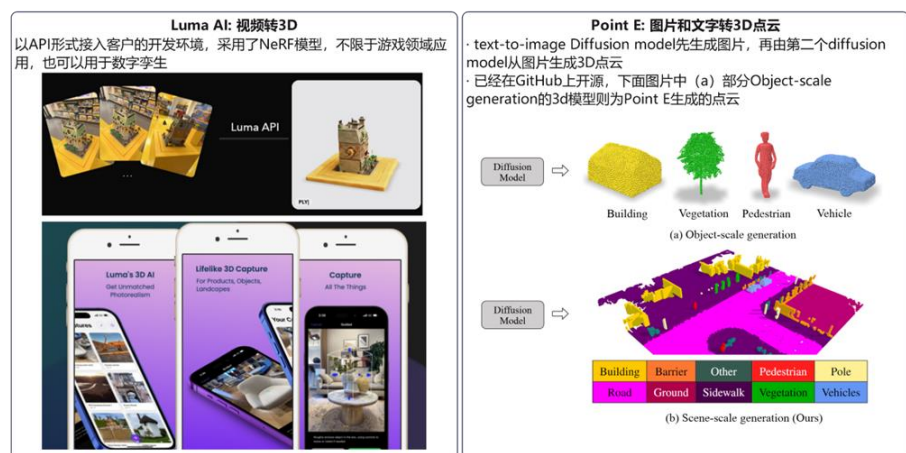 Luma AI: 视频转3D
以API形式接入客户的开发环境，采用了NeRF模型，不限于游戏领域应
用，也可以用于数字孪生
Luma API
...
PLY|
Luma's 3D AI
Get Unmatched
Photorealism
Lifelike 3D Capture
For Products, Objects,
Landscapes
Capture
All The Things
Point E: 图片和文字转3D点云
· text-to-image Diffusion model先生成图片，再由第二个diffusion
model从图片生成3D点云
· 已经在GitHub上开源，下面图片中（a）部分Object-scale
generation的3d模型则为Point E生成的点云
Diffusion
Model
Building Vegetation Pedestrian Vehicle
(a) Object-scale generation
Diffusion
Model
Building Barrier Other Pedestrian Pole
Road Ground Sidewalk Vegetation Vehicles
(b) Scene-scale generation (Ours)